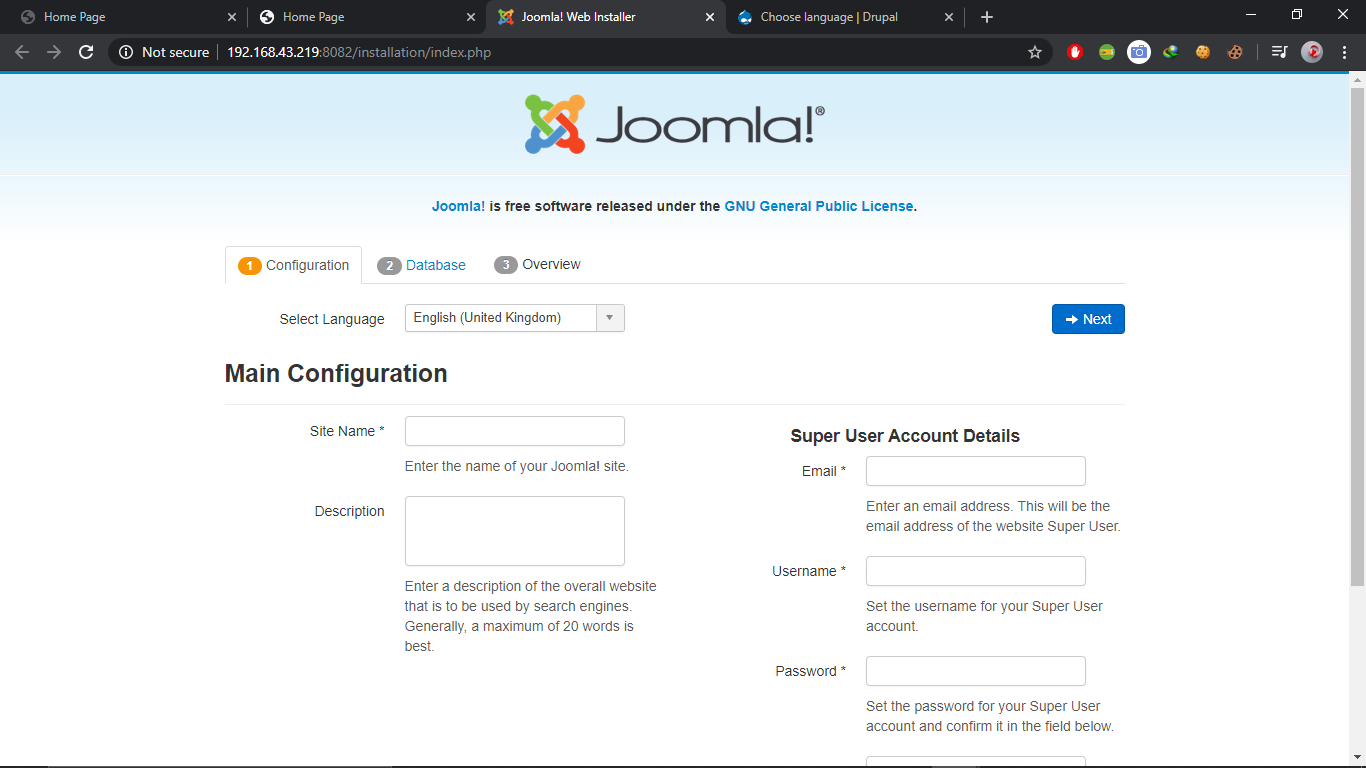 Home Page
Home Page
Joomla! Web Installer
Choose language | Drupal
Not secure
192.168.43.219:8082/installation/index.php
Joomla!®
Joomla! is free software released under the GNU General Public License.
1 Configuration
2 Database
3 Overview
Select Language
English (United Kingdom)
Next
Main Configuration
Site Name *
Enter the name of your Joomla! site.
Description
Enter a description of the overall website
that is to be used by search engines.
Generally, a maximum of 20 words is
best.
Super User Account Details
Email *
Enter an email address. This will be the
email address of the website Super User.
Username *
Set the username for your Super User
account.
Password *
Set the password for your Super User
account and confirm it in the field below.